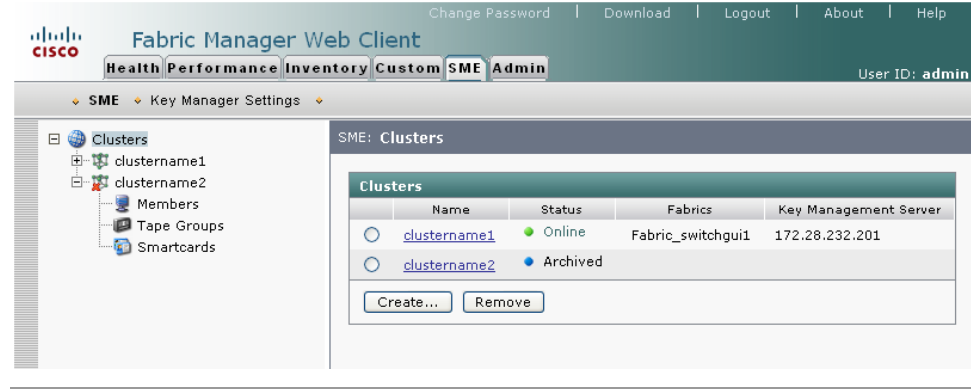 Change Password | Download | Logout | About | Help
CISCO
Fabric Manager Web Client
Health Performance Inventory Custom SME Admin
User ID: admin
SME Key Manager Settings
Clusters
clustername1
clustername2
Members
Tape Groups
Smartcards
SME: Clusters
Clusters
Name Status Fabrics Key Management Server
clustername1 Online Fabric_switchgui1 172.28.232.201
clustername2 Archived
Create... Remove